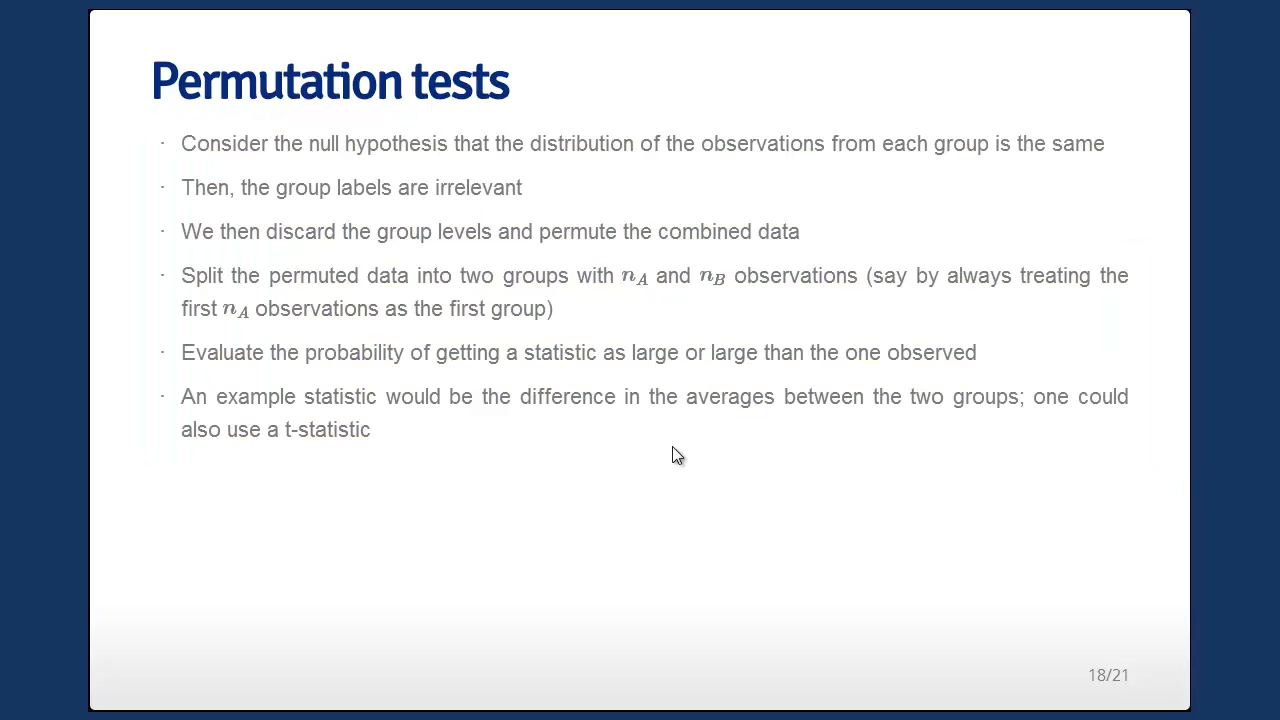 Permutation tests
· Consider the null hypothesis that the distribution of the observations from each group is the same
· Then, the group labels are irrelevant
· We then discard the group levels and permute the combined data
· Split the permuted data into two groups with n_A and n_B observations (say by always treating the
first n_A observations as the first group)
· Evaluate the probability of getting a statistic as large or large than the one observed
· An example statistic would be the difference in the averages between the two groups; one could
also use a t-statistic
18/21